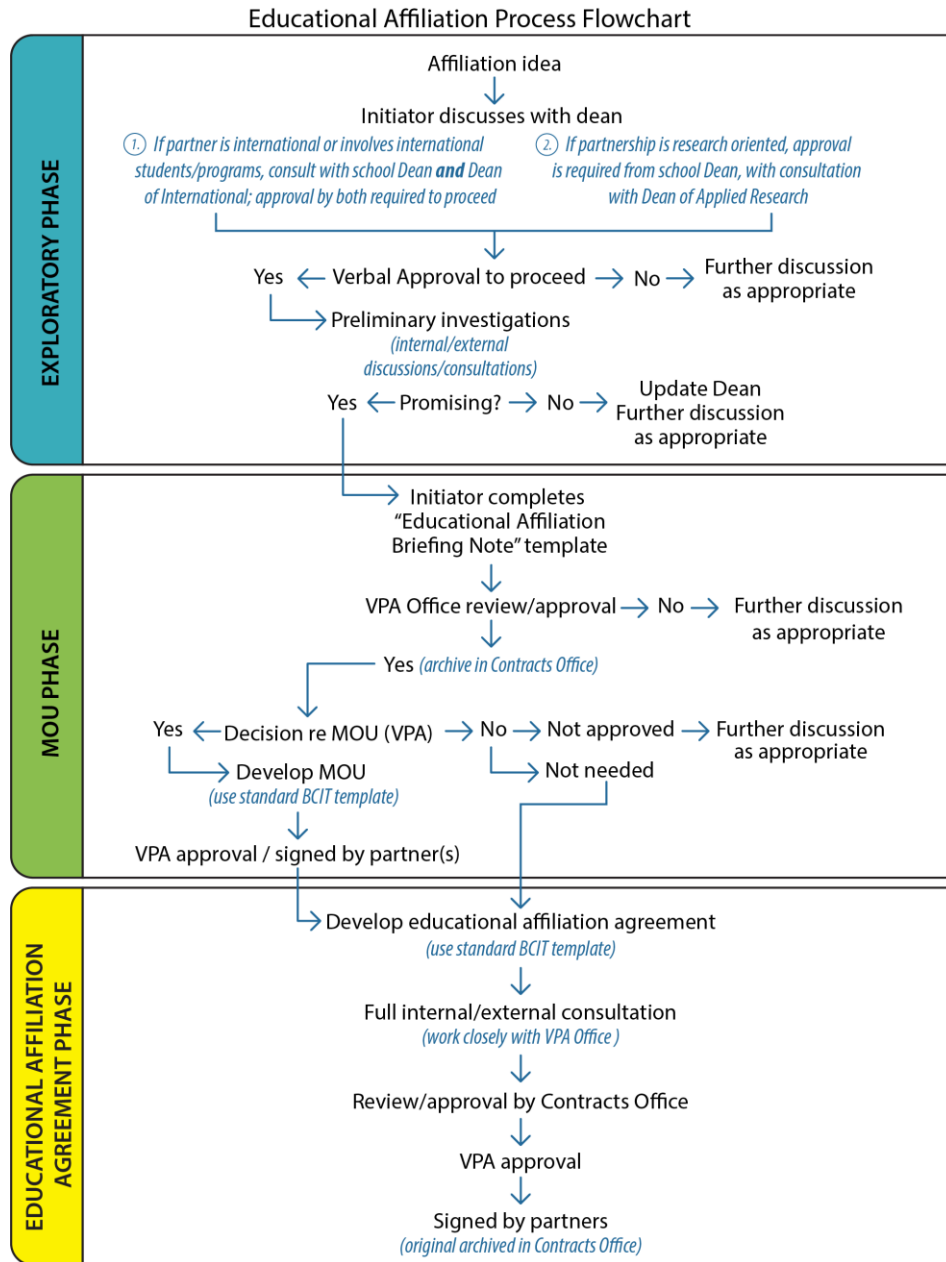 Educational Affiliation Process Flowchart
EXPLORATORY PHASE
Affiliation idea
Initiator discusses with dean
1. If partner is international or involves international
students/programs, consult with school Dean and Dean
of International; approval by both required to proceed
2. If partnership is research oriented, approval
is required from school Dean, with consultation
with Dean of Applied Research
Yes Verbal Approval to proceed No Further discussion
as appropriate
Preliminary investigations
(internal/external
discussions/consultations)
Yes Promising? No Update Dean
Further discussion
as appropriate
MOU PHASE
Initiator completes
“Educational Affiliation
Briefing Note” template
VPA Office review/approval No Further discussion
as appropriate
Yes (archive in Contracts Office)
Yes Decision re MOU (VPA) No Not approved Further discussion
as appropriate
Develop MOU Not needed
(use standard BCIT template)
VPA approval / signed by partner(s)
EDUCATIONAL AFFILIATION
AGREEMENT PHASE
Develop educational affiliation agreement
(use standard BCIT template)
Full internal/external consultation
(work closely with VPA Office )
Review/approval by Contracts Office
VPA approval
Signed by partners
(original archived in Contracts Office)